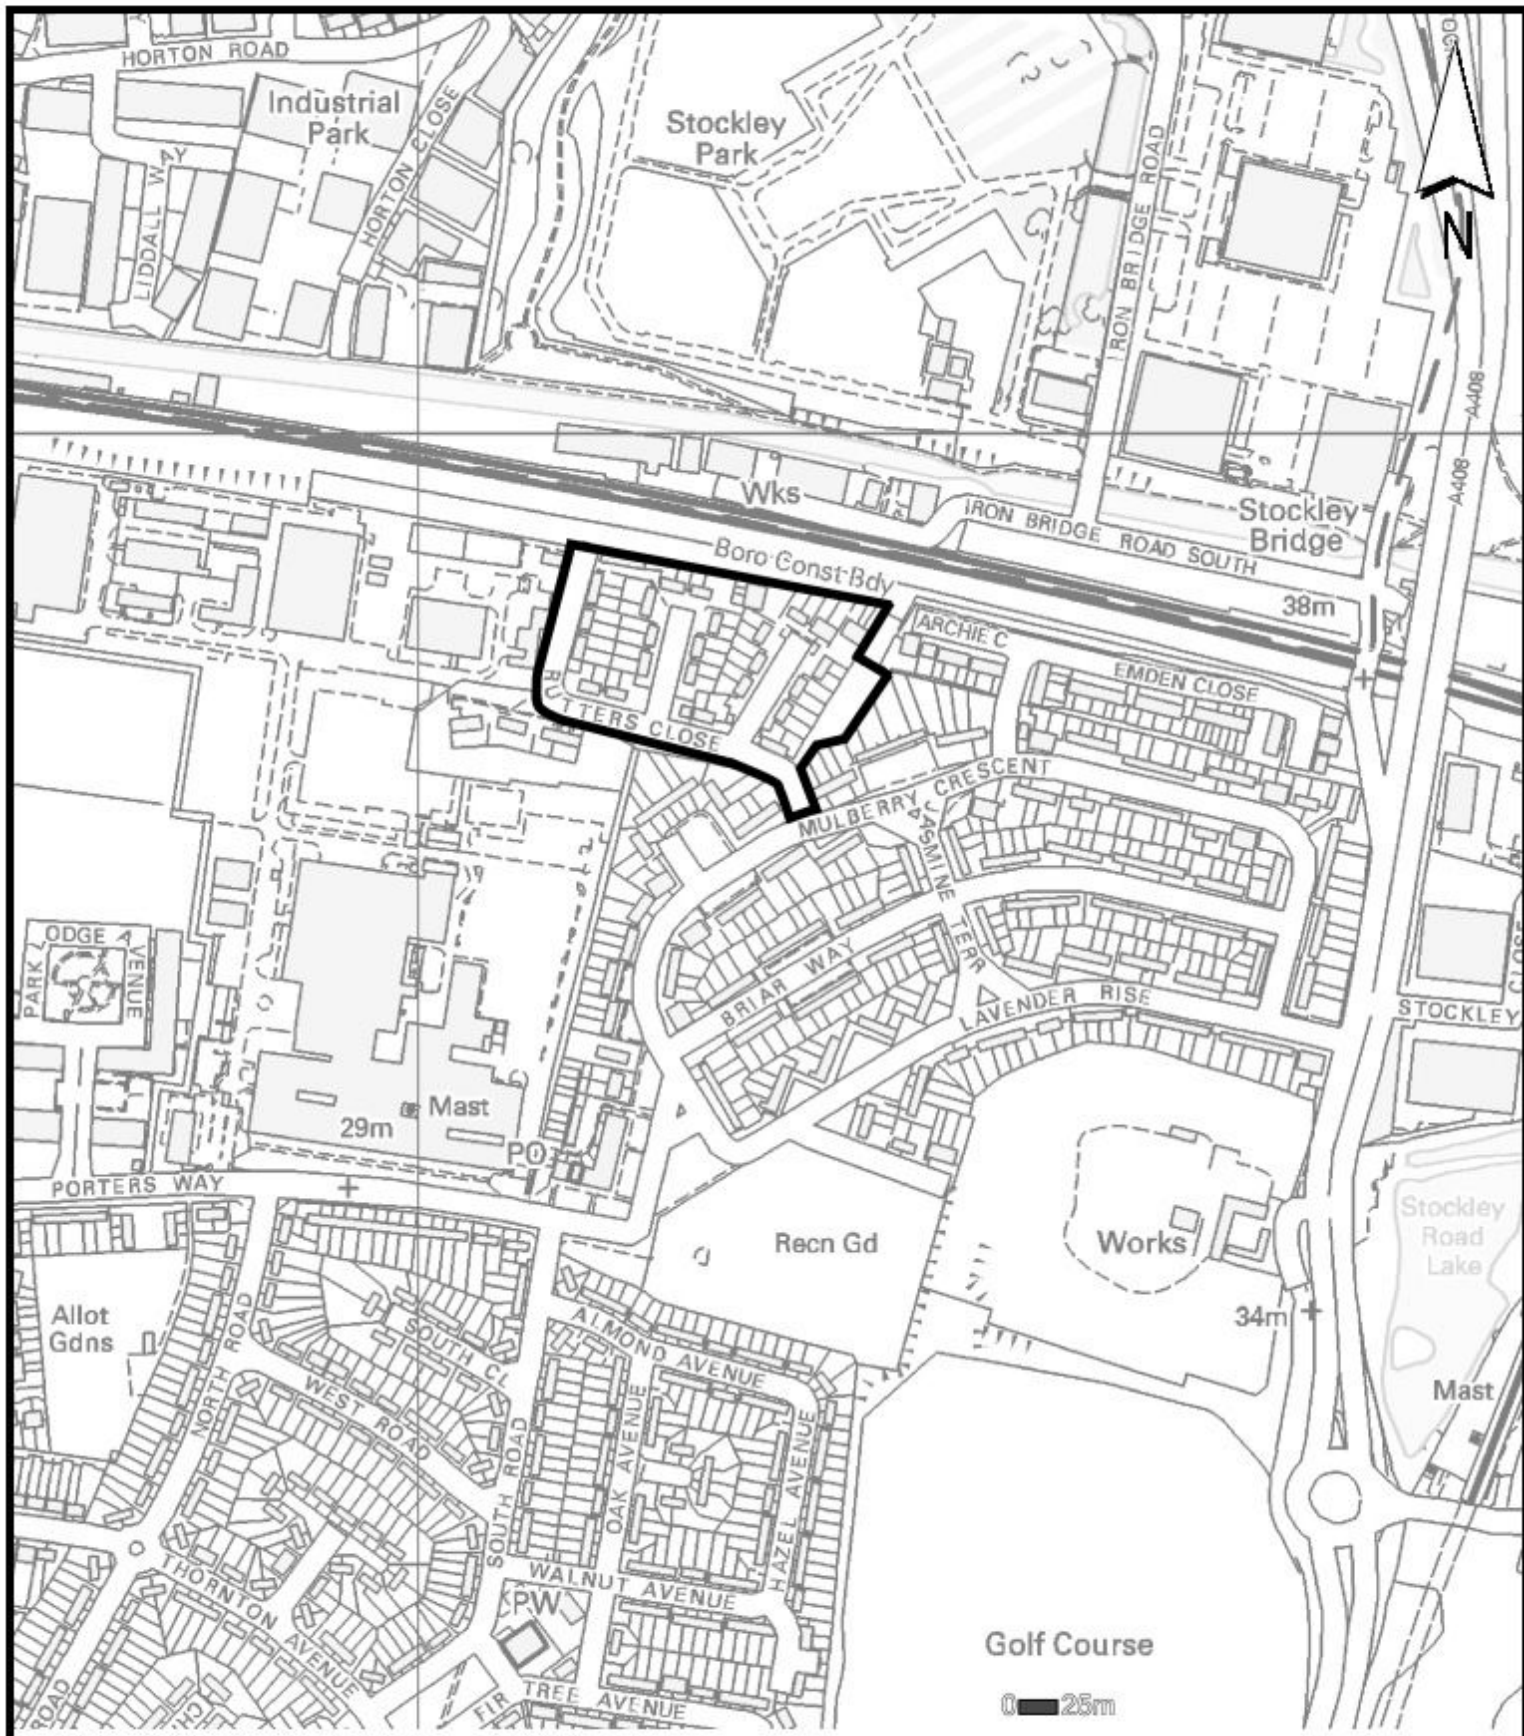 HORTON ROAD
Industrial
Park
HORTON CLOSE
LIDDALL WAY
Stockley
Park
IRON BRIDGE ROAD
N
A408
A408
Wks
IRON BRIDGE ROAD SOUTH
Stockley
Bridge
Boro Const Bdy
38m
ARCHIE C
EMDEN CLOSE
RUTTERS CLOSE
MULBERRY CRESCENT
JASMINE TERR
BRIAR WAY
LAVENDER RISE
STOCKLEY
CLOSE
PARK LODGE AVENUE
Mast
29m
PO
PORTERS WAY
Recn Gd
Works
Stockley
Road
Lake
34m
Mast
Allot
Gdns
NORTH ROAD
SOUTH CL
WEST ROAD
ALMOND AVENUE
SOUTH ROAD
OAK AVENUE
HAZEL AVENUE
WALNUT AVENUE
THORNTON AVENUE
PW
FIR TREE AVENUE
ROAD
Golf Course
0 25m